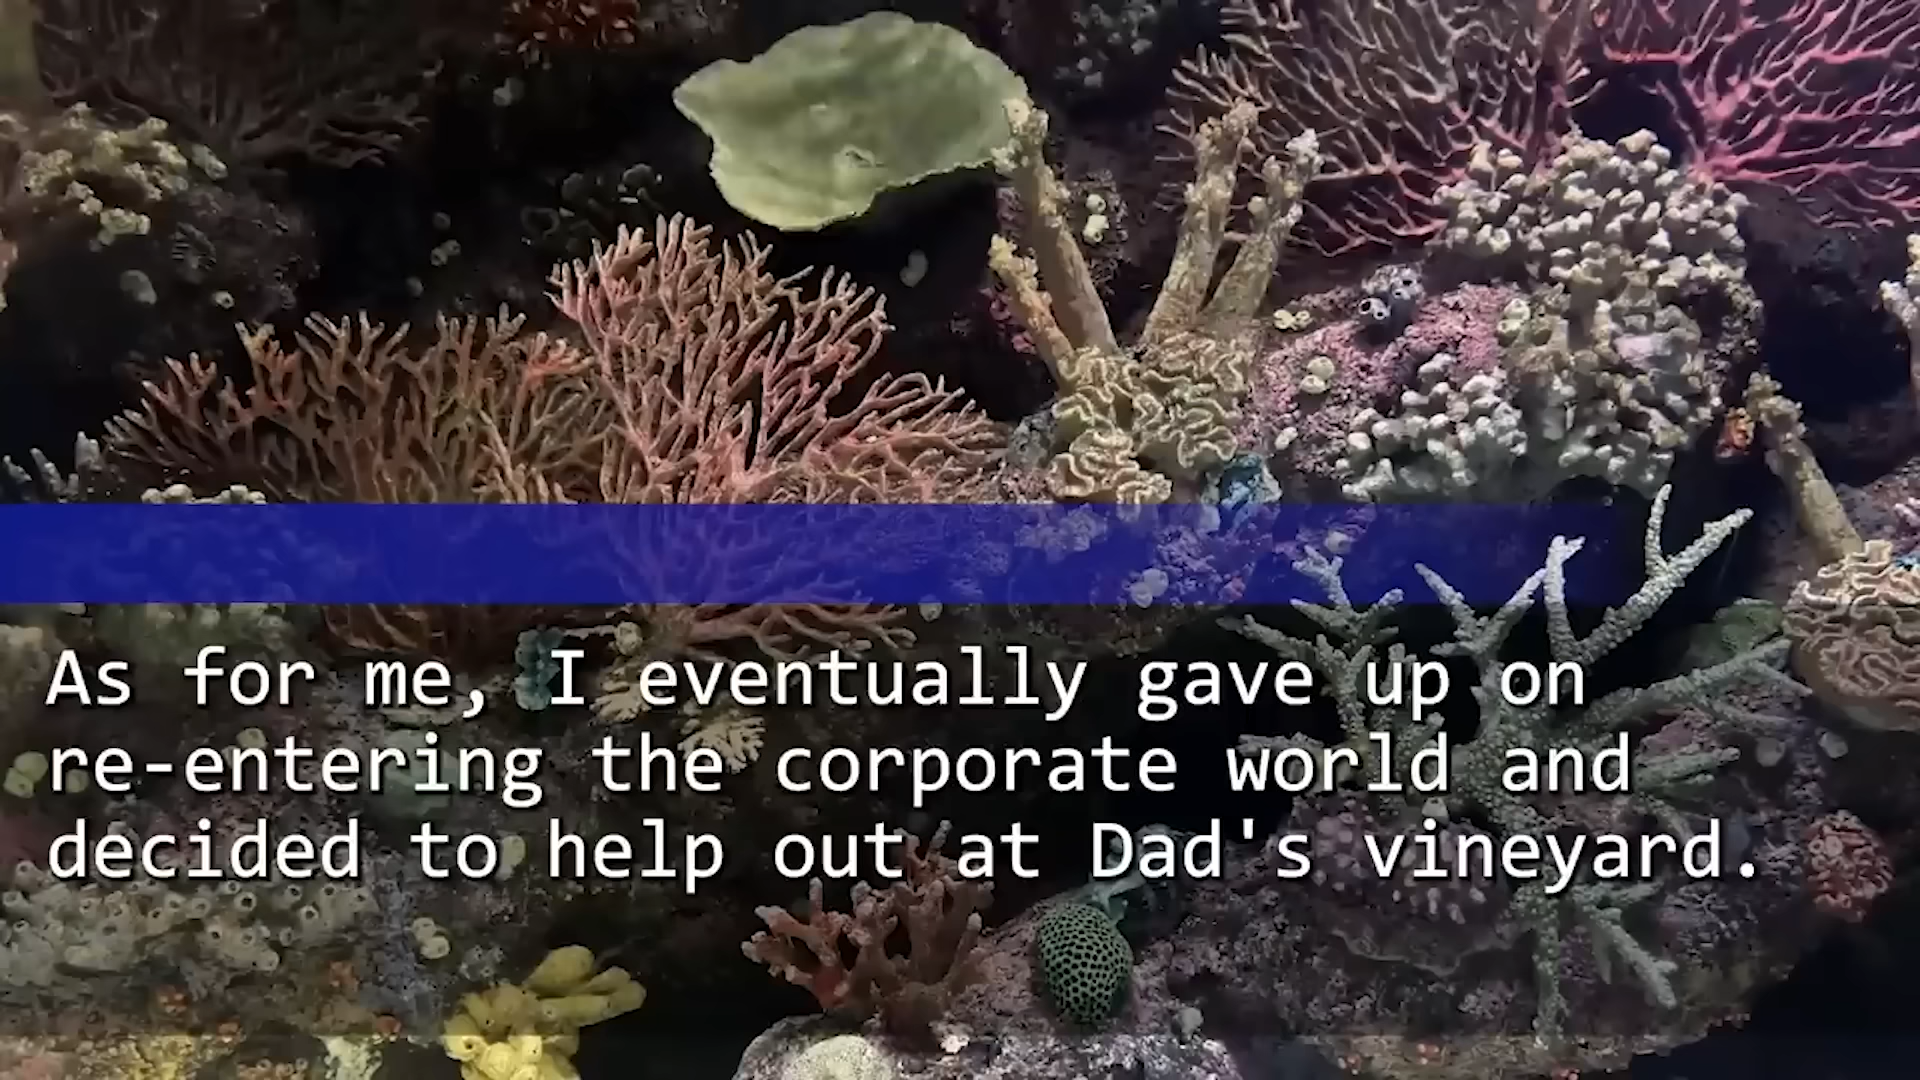 As for me, I eventually gave up on
re-entering the corporate world and
decided to help out at Dad's vineyard.